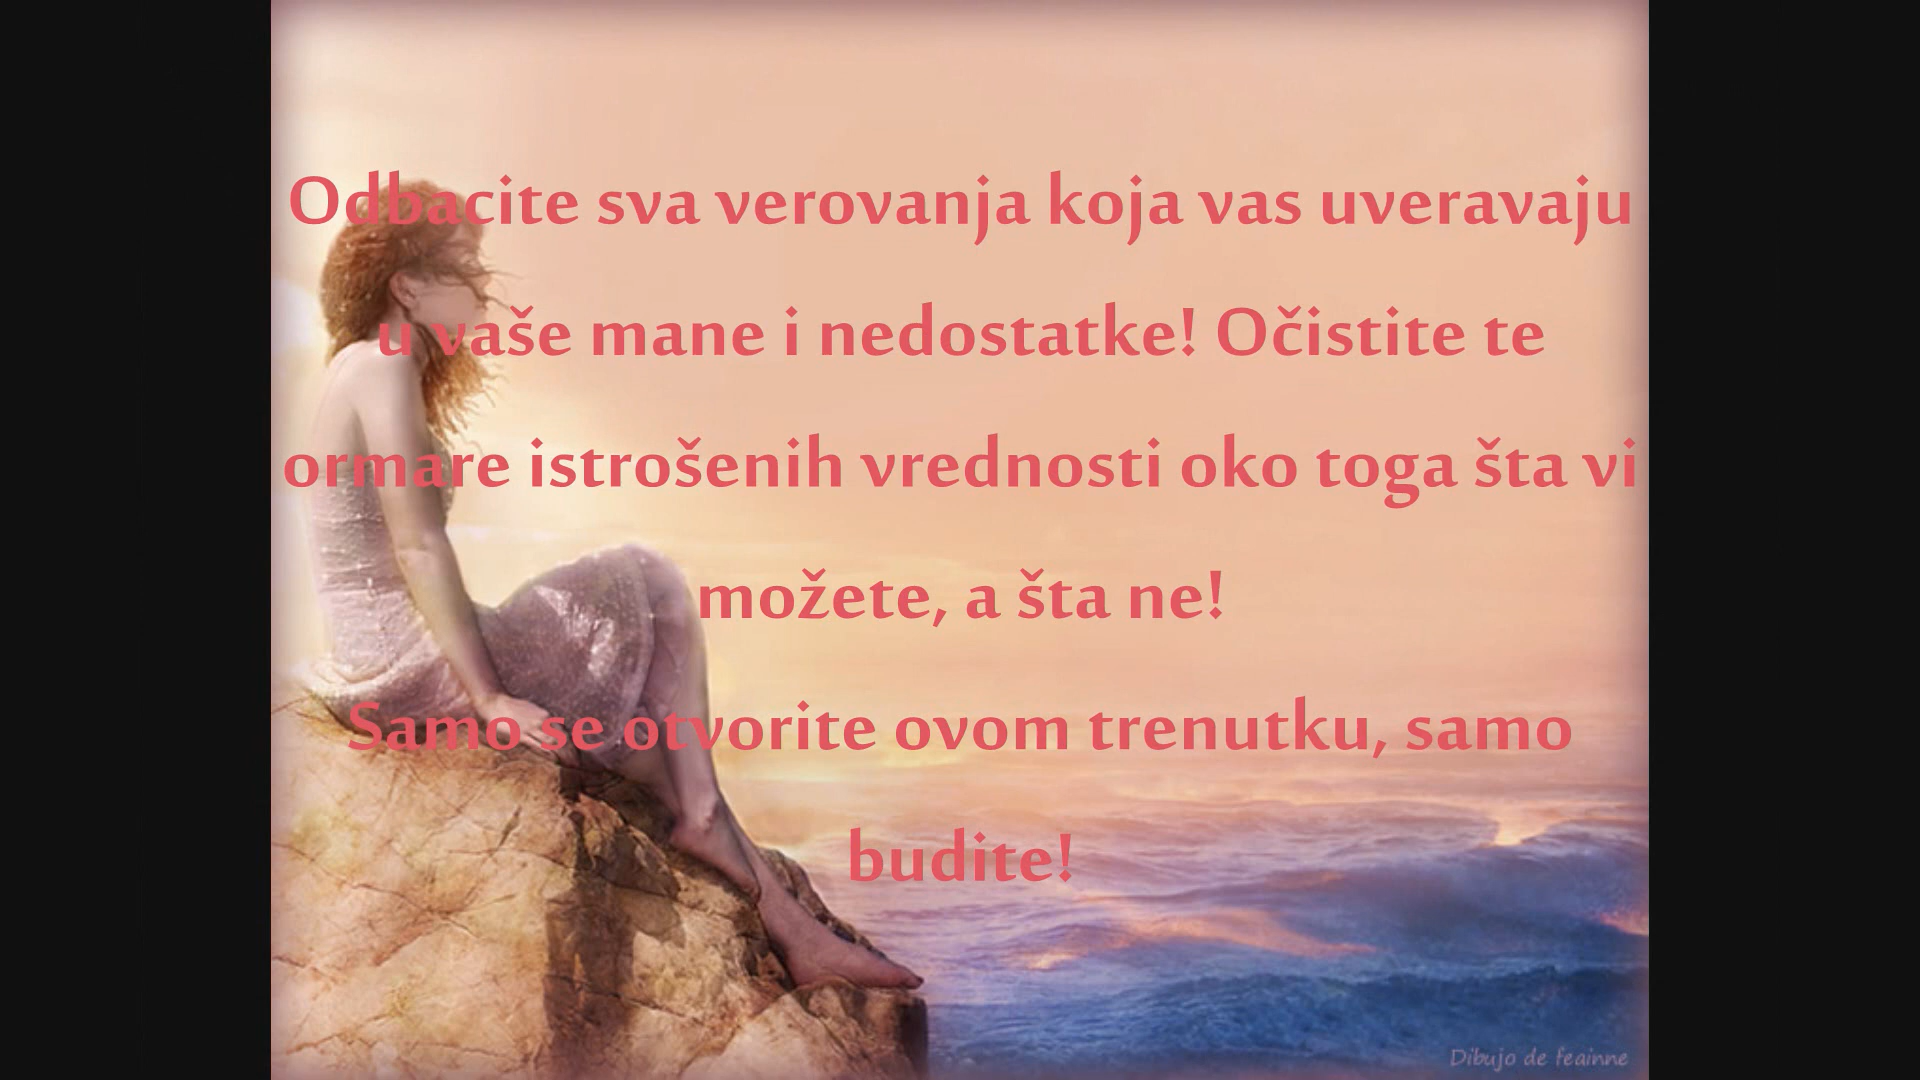 Odbacite sva verovanja koja vas uveravaju
u vaše mane i nedostatke! Očistite te
ormare istrošenih vrednosti oko toga šta vi
možete, a šta ne!
Samo se otvorite ovom trenutku, samo
budite!
Dibujo de feainne